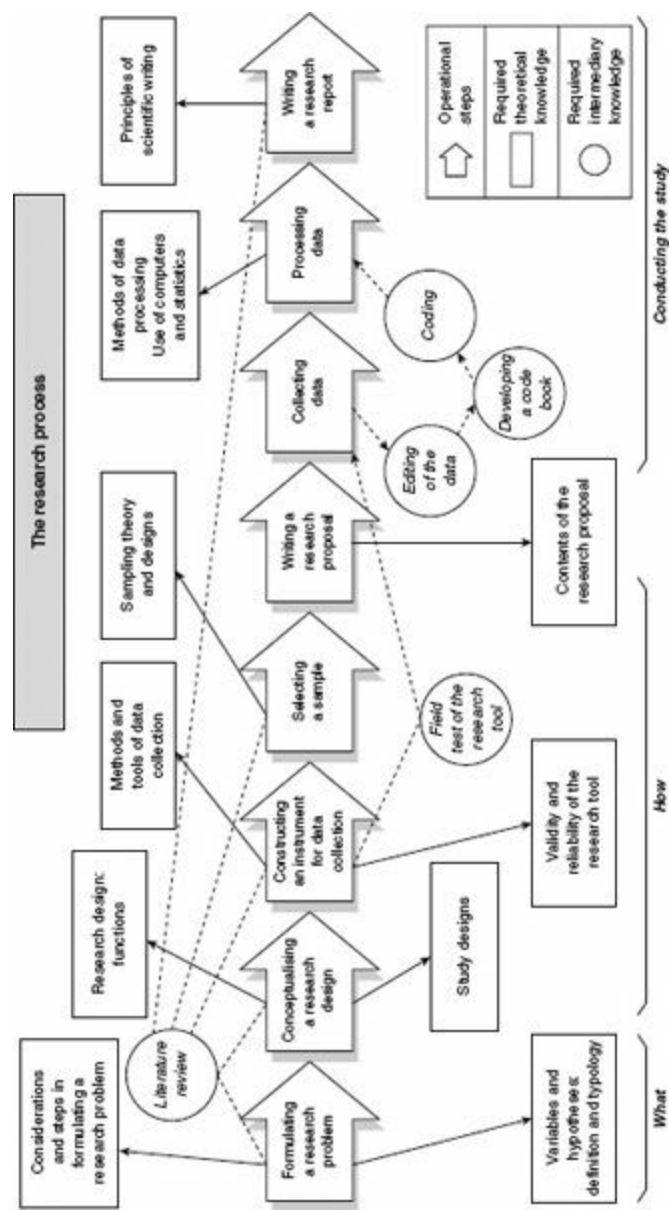 The research process
Considerations
and steps in
formulating a
research problem
Research design:
functions
Methods and
tools of data
collection
Sampling theory
and designs
Methods of data
processing
Use of computers
and statistics
Principles of
scientific writing
Literature
review
Formulating
a research
problem
Conceptualising
a research
design
Constructing
an instrument
for data
collection
Selecting
a sample
Writing a
research
proposal
Collecting
data
Processing
data
Writing
a research
report
Field
test of the
research
tool
Editing
of the
data
Developing
a code
book
Coding
Study designs
Variables and
hypotheses:
definition and typology
Validity and
reliability of the
research tool
Contents of the
research proposal
Operational
steps
Required
theoretical
knowledge
Required
intermediary
knowledge
What
How
Conducting the study